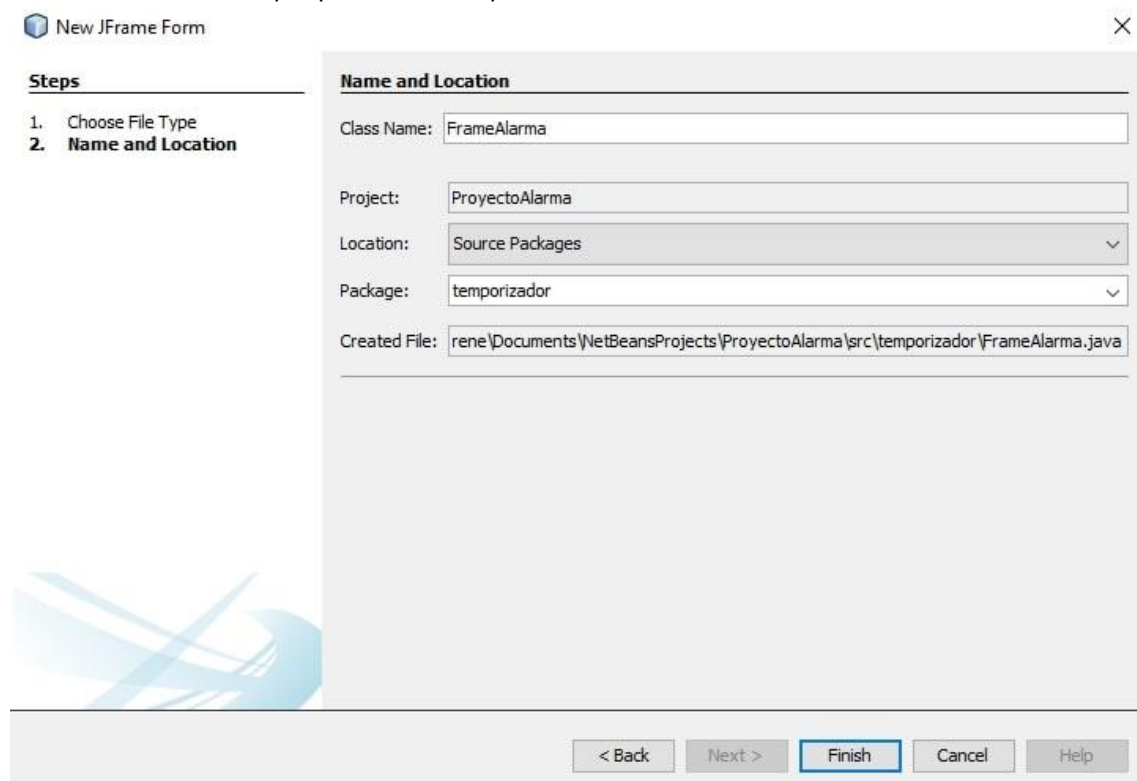 New JFrame Form
Steps
1. Choose File Type
2. Name and Location
Name and Location
Class Name: FrameAlarma
Project: ProyectoAlarma
Location: Source Packages
Package: temporizador
Created File: rene\Documents\NetBeansProjects\ProyectoAlarma\src\temporizador\FrameAlarma.java
< Back Next > Finish Cancel Help